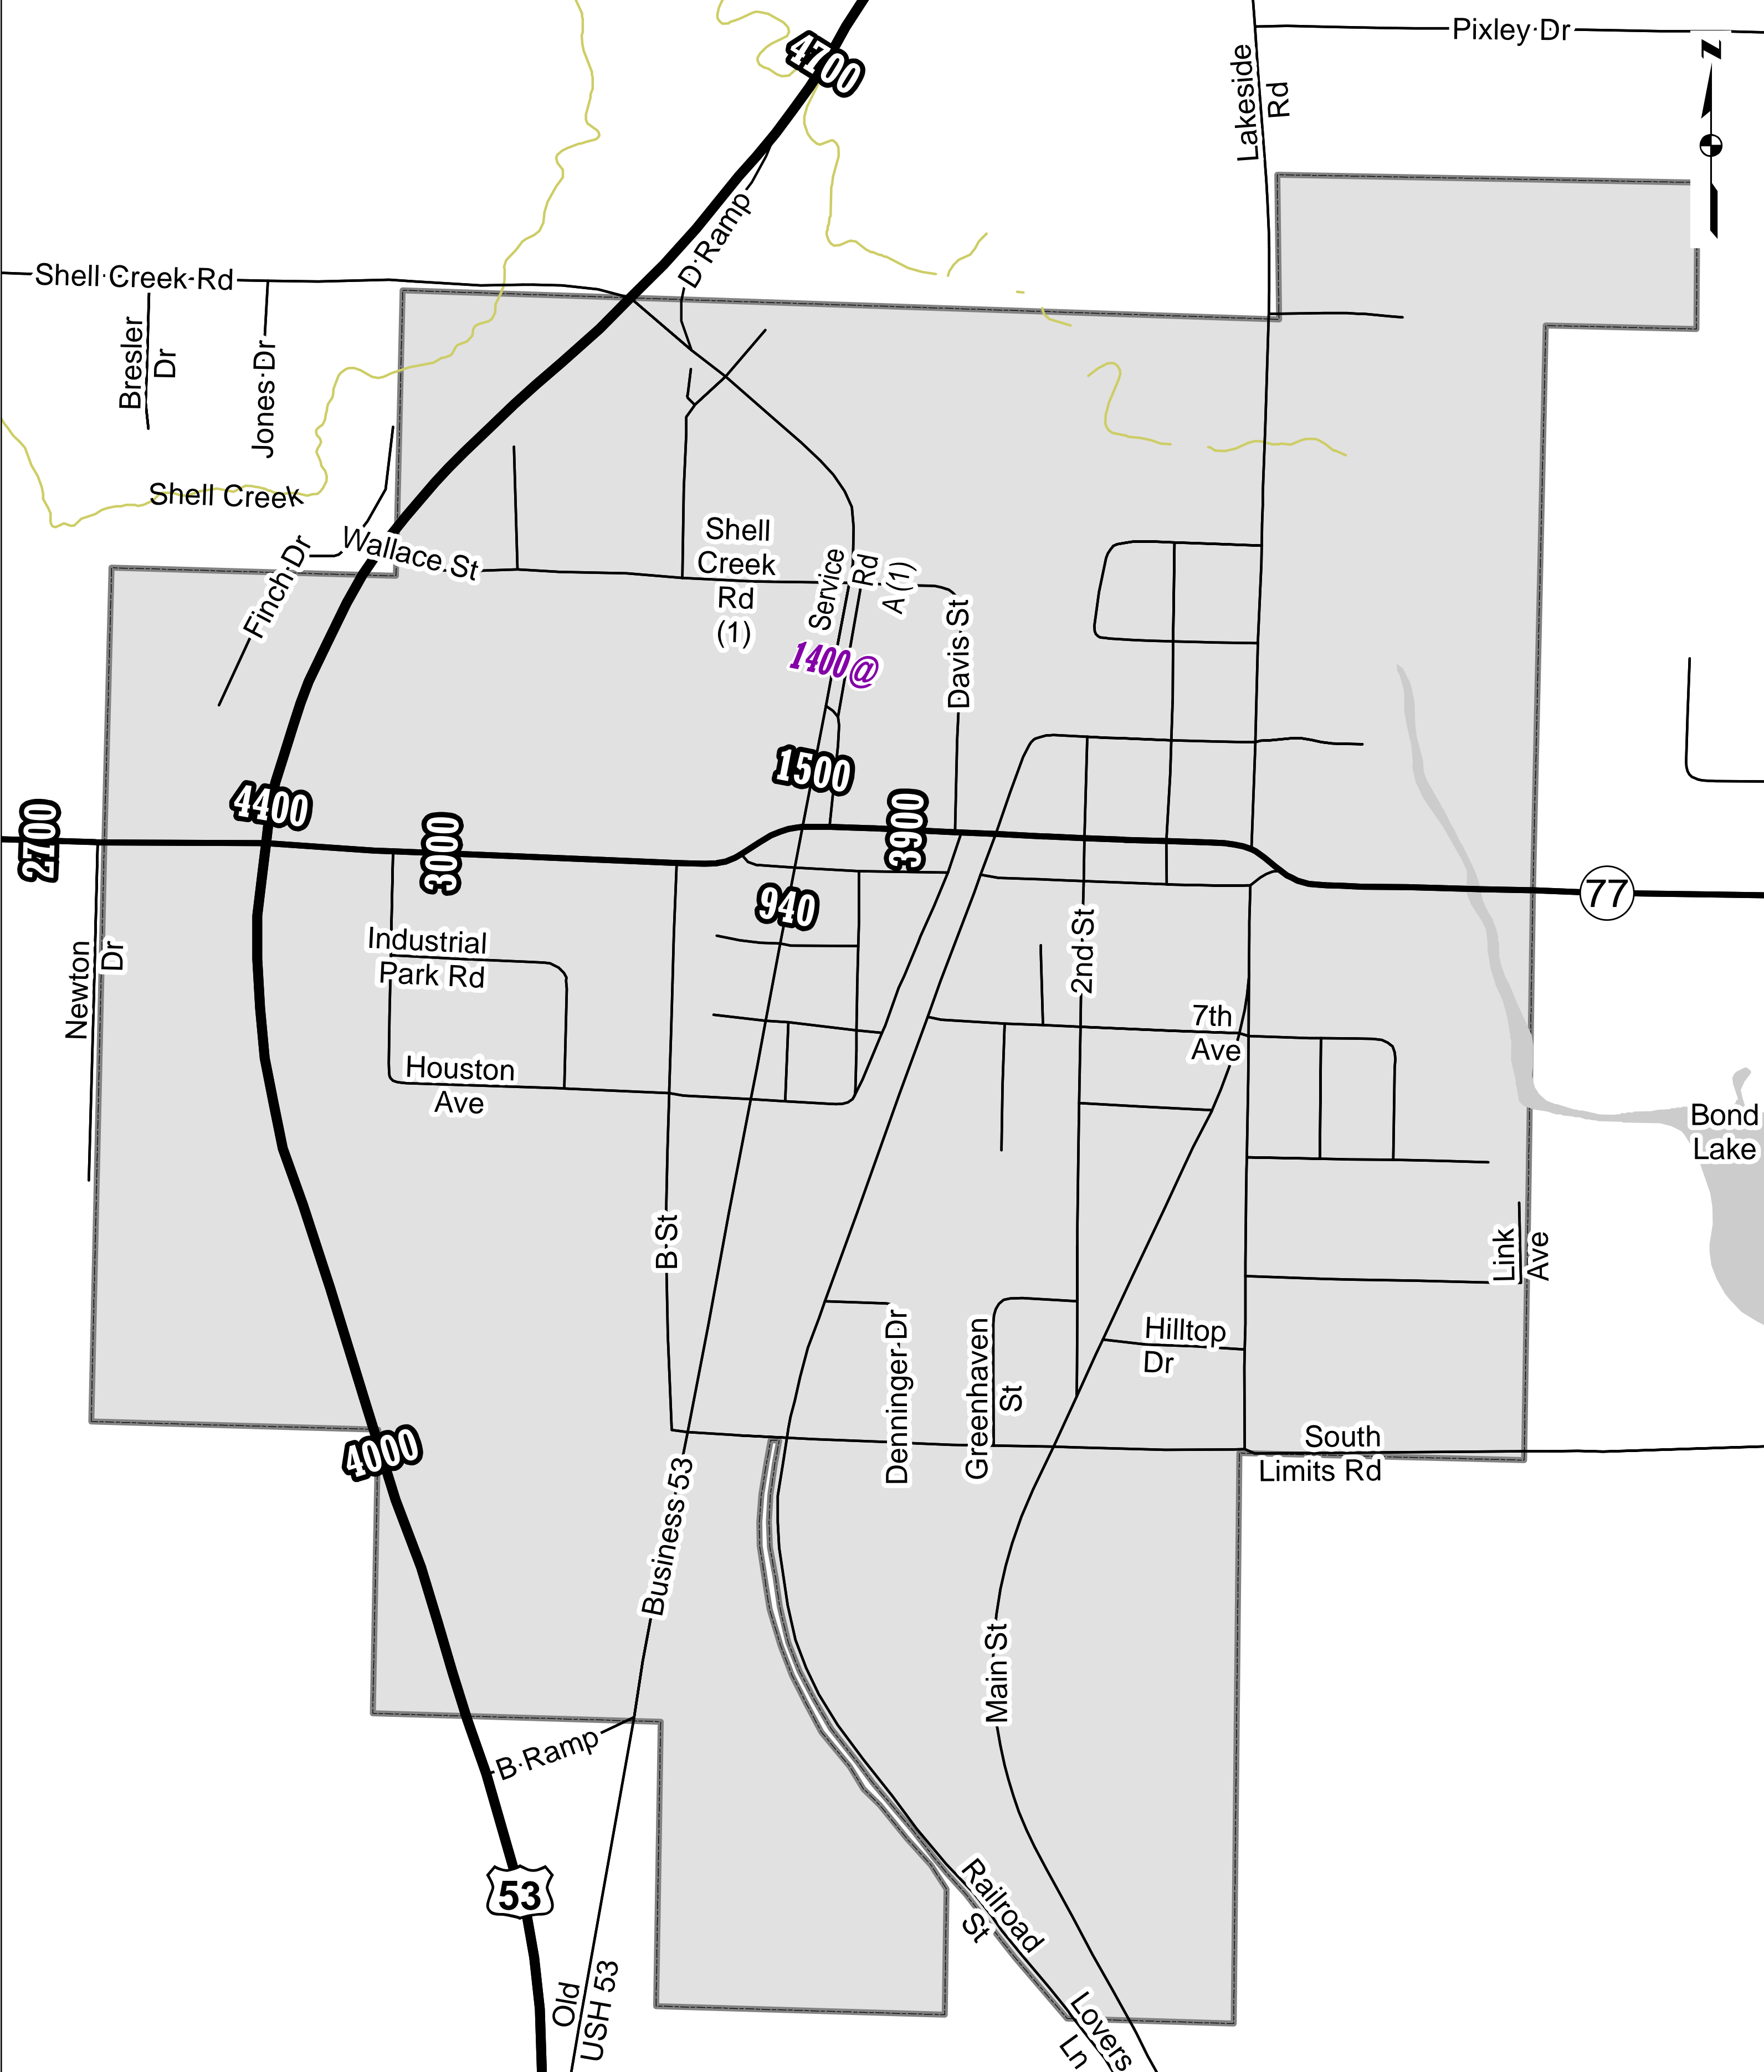 4700
Pixley Dr
N
Lakeside
Rd
D Ramp
Shell Creek Rd
Bresler
Dr
Jones Dr
Shell Creek
Wallace St
Finch Dr
Shell
Creek
Rd
(1)
Service
Rd
A (1)
Davis St
1400@
1500
4400
2700
3000
3900
77
940
Newton
Dr
Industrial
Park Rd
2nd St
7th
Ave
Houston
Ave
Bond
Lake
B St
Link
Ave
Denninger Dr
Greenhaven
St
Hilltop
Dr
South
Limits Rd
4000
Business 53
Main St
B Ramp
53
Railroad
St
Old
USH 53
Lovers
Ln